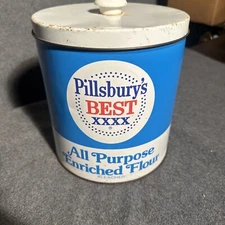 Pillsbury's
BEST
XXXX
®
All Purpose
Enriched Flour